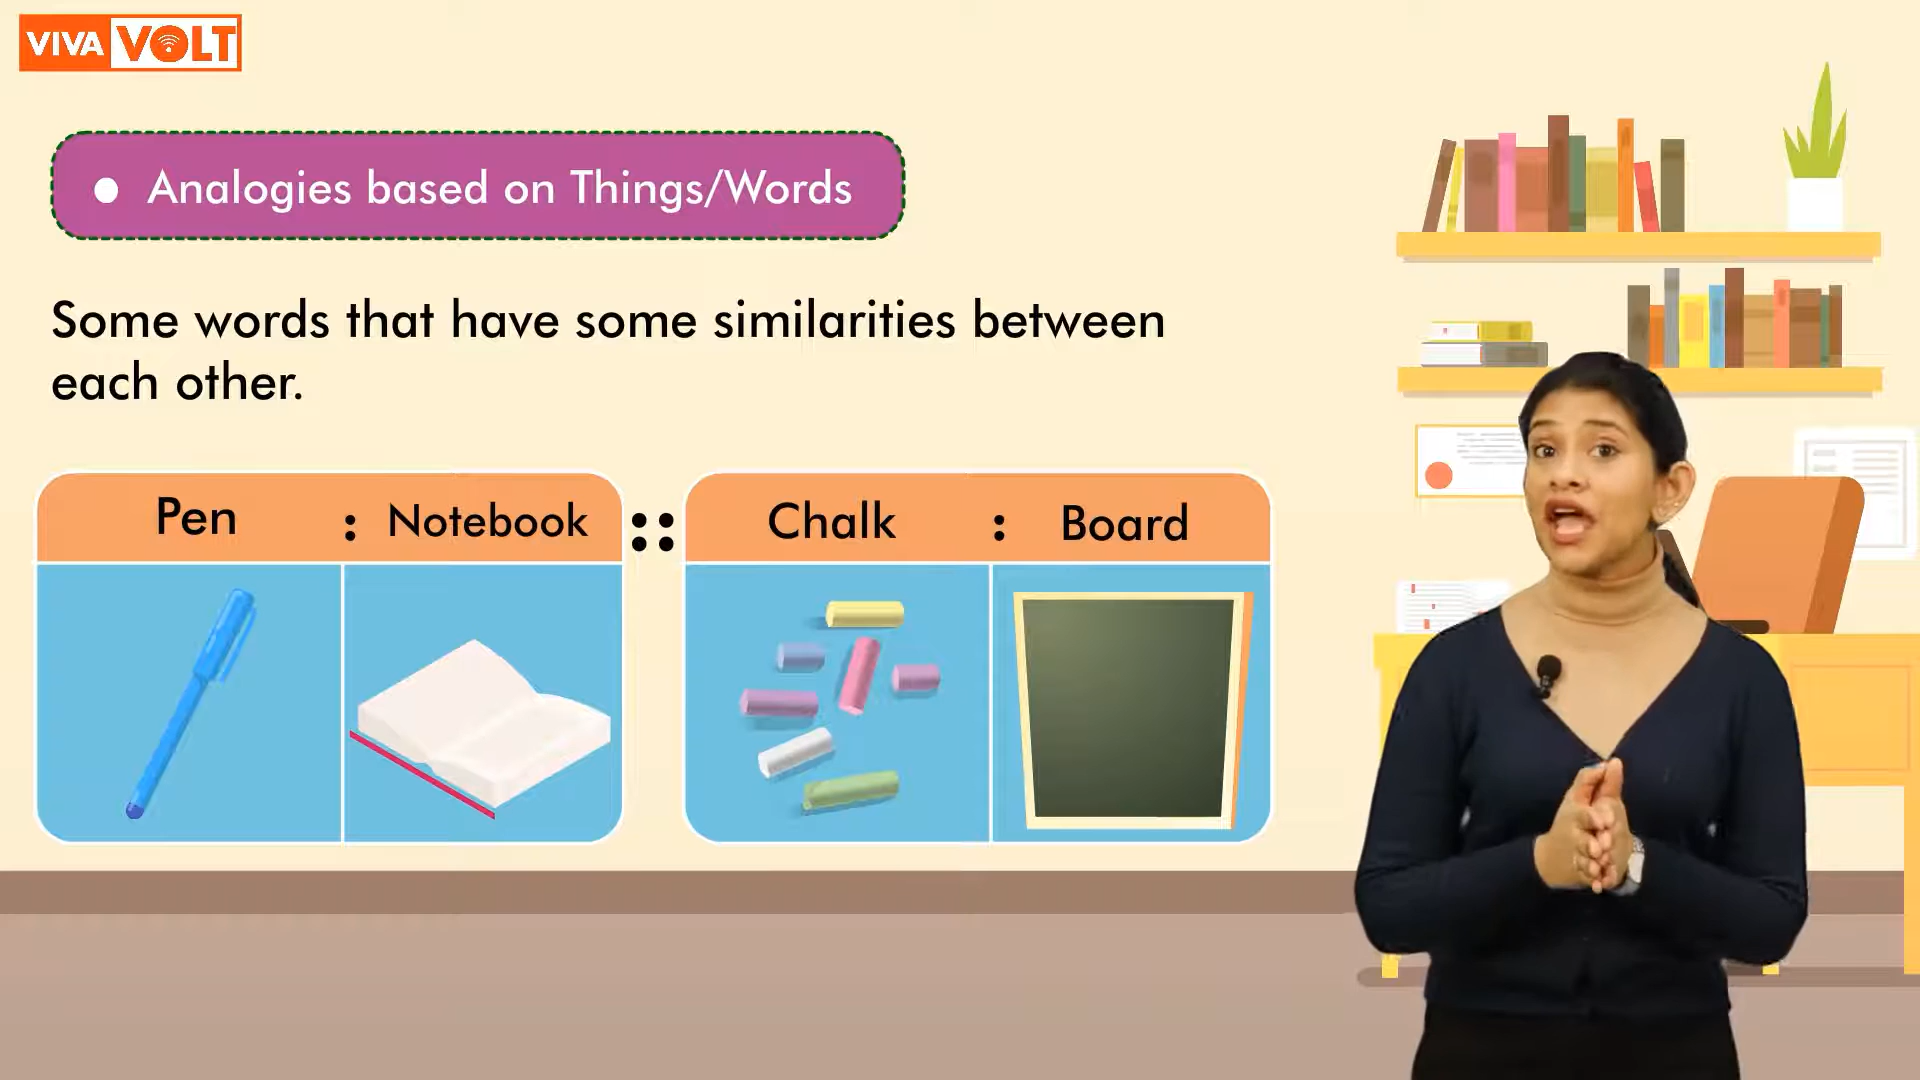 VIVA VOLT
● Analogies based on Things/Words
Some words that have some similarities between
each other.
Pen : Notebook :: Chalk : Board